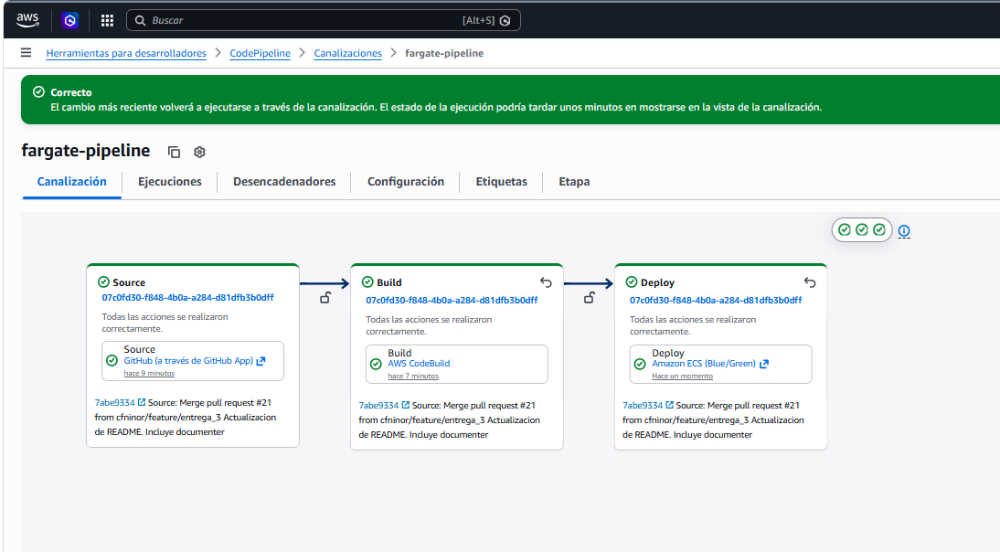 aws
Buscar [Alt+S]
Herramientas para desarrolladores > CodePipeline > Canalizaciones > fargate-pipeline
Correcto
El cambio más reciente volverá a ejecutarse a través de la canalización. El estado de la ejecución podría tardar unos minutos en mostrarse en la vista de la canalización.
fargate-pipeline
Canalización Ejecuciones Desencadenadores Configuración Etiquetas Etapa
Source
07c0fd30-f848-4b0a-a284-d81dfb3b0dff
Todas las acciones se realizaron
correctamente.
Source
GitHub (a través de GitHub App)
hace 9 minutos
7abe9334 Source: Merge pull request #21
from cfninor/feature/entrega_3 Actualizacion
de README. Incluye documenter
Build
07c0fd30-f848-4b0a-a284-d81dfb3b0dff
Todas las acciones se realizaron
correctamente.
Build
AWS CodeBuild
hace 7 minutos
7abe9334 Source: Merge pull request #21
from cfninor/feature/entrega_3 Actualizacion
de README. Incluye documenter
Deploy
07c0fd30-f848-4b0a-a284-d81dfb3b0dff
Todas las acciones se realizaron
correctamente.
Deploy
Amazon ECS (Blue/Green)
Hace un momento
7abe9334 Source: Merge pull request #21
from cfninor/feature/entrega_3 Actualizacion
de README. Incluye documenter